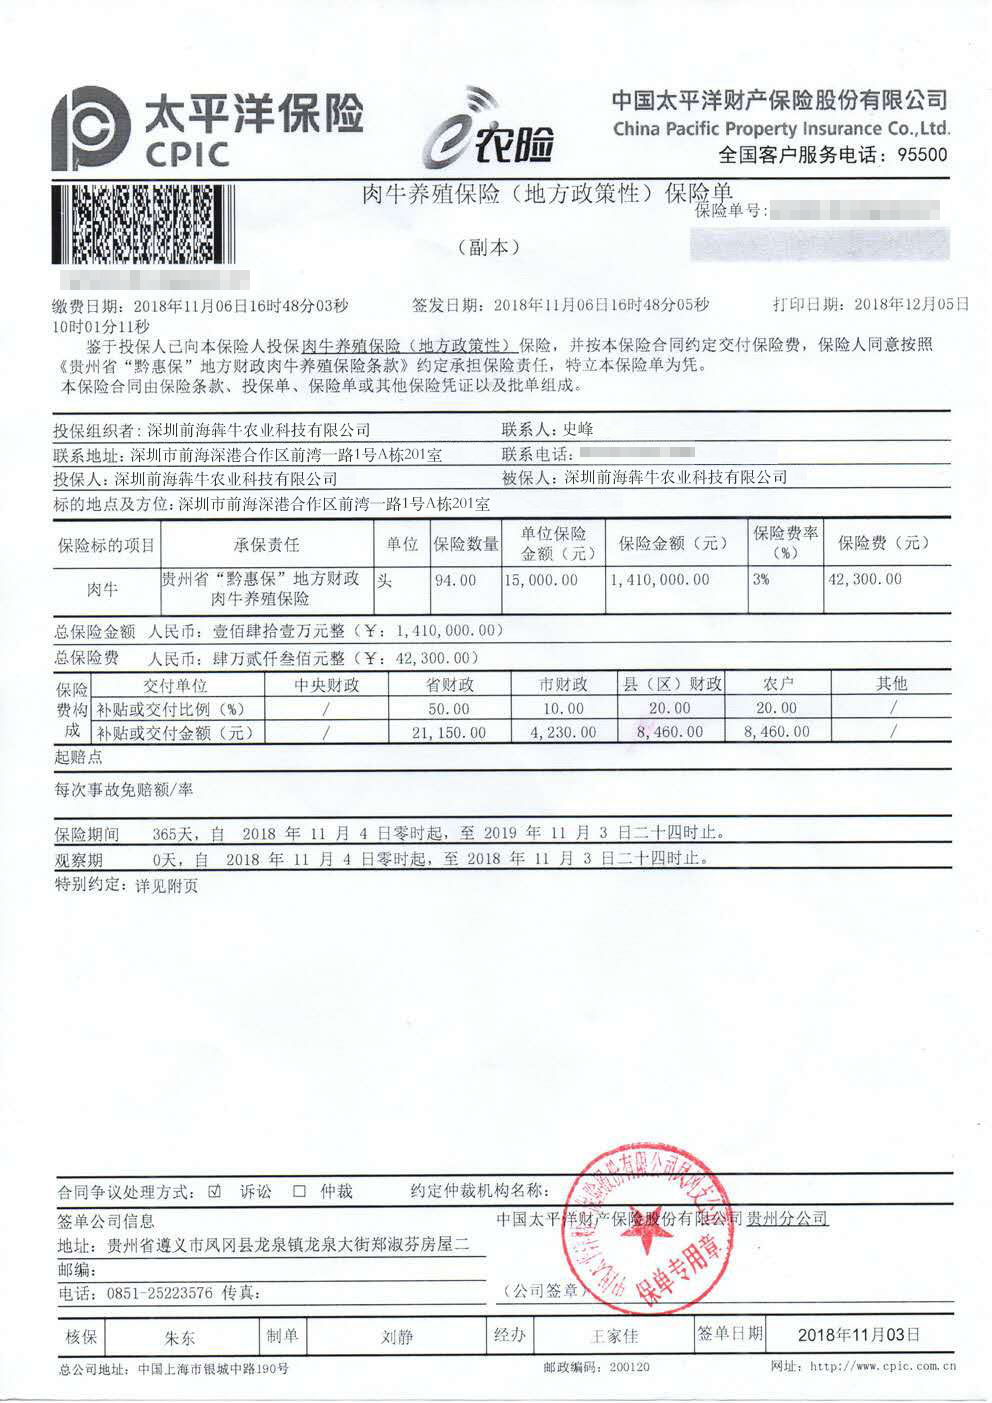 太平洋保险
CPIC
e农险
中国太平洋财产保险股份有限公司
China Pacific Property Insurance Co.,Ltd.
全国客户服务电话：95500
肉牛养殖保险（地方政策性）保险单
保险单号:
（副本）
缴费日期：2018年11月06日16时48分03秒 签发日期：2018年11月06日16时48分05秒 打印日期：2018年12月05日
10时01分11秒
鉴于投保人已向本保险人投保肉牛养殖保险（地方政策性）保险，并按本保险合同约定交付保险费，保险人同意按照
《贵州省“黔惠保”地方财政肉牛养殖保险条款》约定承担保险责任，特立本保险单为凭。
本保险合同由保险条款、投保单、保险单或其他保险凭证以及批单组成。
投保组织者：深圳前海犇牛农业科技有限公司 联系人：史峰
联系地址：深圳市前海深港合作区前湾一路1号A栋201室 联系电话：
投保人：深圳前海犇牛农业科技有限公司 被保人：深圳前海犇牛农业科技有限公司
标的地点及方位：深圳市前海深港合作区前湾一路1号A栋201室
保险标的项目 承保责任 单位 保险数量 单位保险金额（元） 保险金额（元） 保险费率（%） 保险费（元）
肉牛 贵州省“黔惠保”地方财政肉牛养殖保险 头 94.00 15,000.00 1,410,000.00 3% 42,300.00
总保险金额 人民币：壹佰肆拾壹万元整（￥：1,410,000.00）
总保险费 人民币：肆万贰仟叁佰元整（￥：42,300.00）
保险费构成 交付单位 中央财政 省财政 市财政 县（区）财政 农户 其他
补贴或交付比例（%） / 50.00 10.00 20.00 20.00 /
补贴或交付金额（元） / 21,150.00 4,230.00 8,460.00 8,460.00 /
起赔点
每次事故免赔额/率
保险期间 365天，自 2018 年 11 月 4 日零时起，至 2019 年 11 月 3 日二十四时止。
观察期 0天，自 2018 年 11 月 4 日零时起，至 2018 年 11 月 3 日二十四时止。
特别约定：详见附页
合同争议处理方式：☑ 诉讼 □ 仲裁 约定仲裁机构名称：
签单公司信息 中国太平洋财产保险股份有限公司贵州分公司
地址：贵州省遵义市凤冈县龙泉镇龙泉大街郑淑芬房屋二
邮编：
电话：0851-25223576 传真： （公司签章）
保单专用章
核保 朱东 制单 刘静 经办 王家佳 签单日期 2018年11月03日
总公司地址：中国上海市银城中路190号 邮政编码：200120 网址：http://www.cpic.com.cn